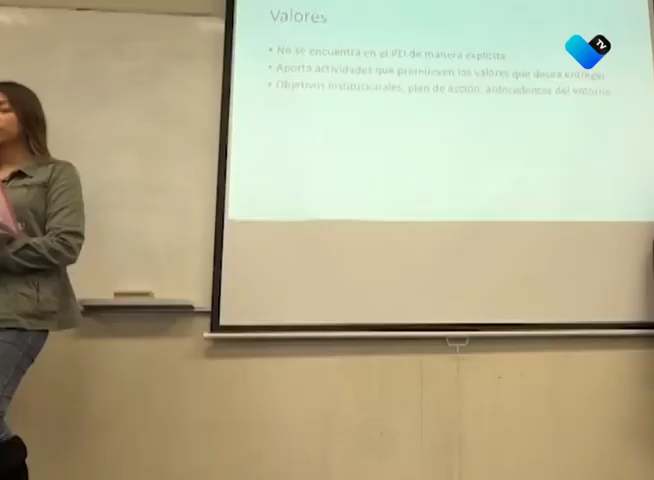 Valores
• No se encuentra en el PEI de manera explícita
• Aporta actividades que promueven los valores que desea entregar
• Objetivos institucionales, plan de acción, antecedentes del entorno
TV